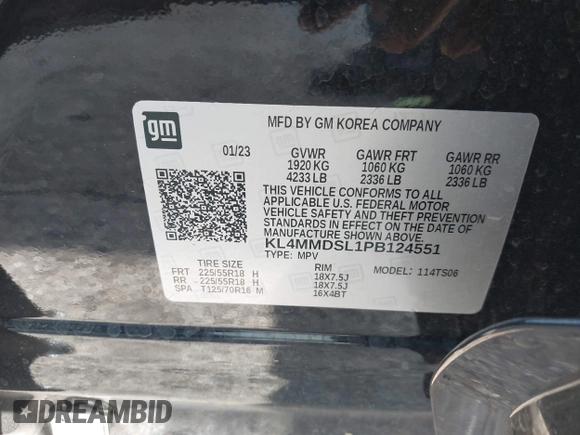 gm
MFD BY GM KOREA COMPANY
01/23 GVWR GAWR FRT GAWR RR
1920 KG 1060 KG 1060 KG
4233 LB 2336 LB 2336 LB
THIS VEHICLE CONFORMS TO ALL
APPLICABLE U.S. FEDERAL MOTOR
VEHICLE SAFETY AND THEFT PREVENTION
STANDARDS IN EFFECT ON THE DATE OF
MANUFACTURE SHOWN ABOVE.
KL4MMDSL1PB124551
TYPE: MPV
TIRE SIZE RIM MODEL: 114TS06
FRT 225/55R18 H 18X7.5J
RR 225/55R18 H 18X7.5J
SPA T125/70R16 M 16X4BT
DREAMBID